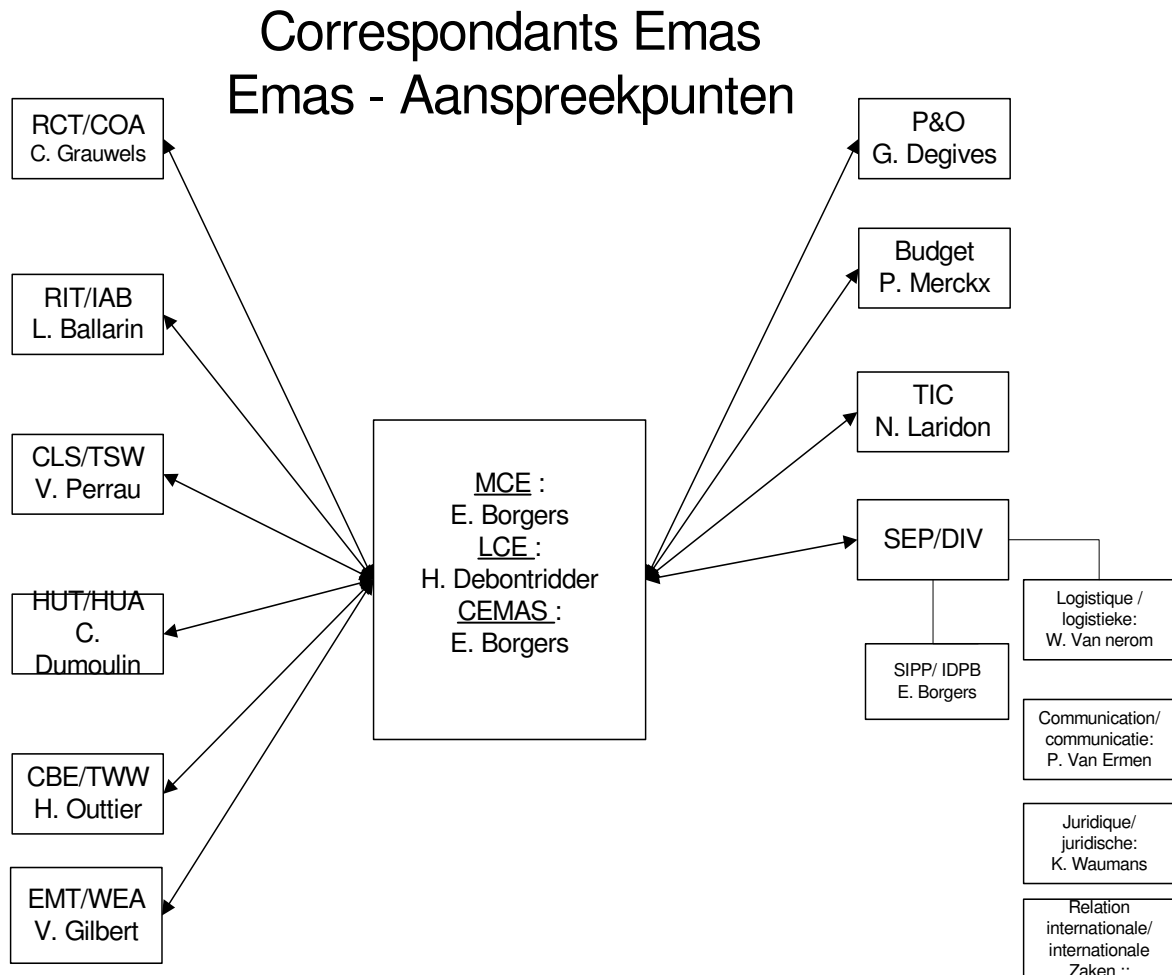 Correspondants Emas
Emas - Aanspreekpunten
RCT/COA
C. Grauwels
RIT/IAB
L. Ballarin
CLS/TSW
V. Perrau
HUT/HUA
C.
Dumoulin
CBE/TWW
H. Outtier
EMT/WEA
V. Gilbert
MCE :
E. Borgers
LCE :
H. Debontridder
CEMAS :
E. Borgers
P&O
G. Degives
Budget
P. Merckx
TIC
N. Laridon
SEP/DIV
SIPP/ IDPB
E. Borgers
Logistique /
logistieke:
W. Van nerom
Communication/
communicatie:
P. Van Ermen
Juridique/
juridische:
K. Waumans
Relation
internationale/
internationale
Zaken ::